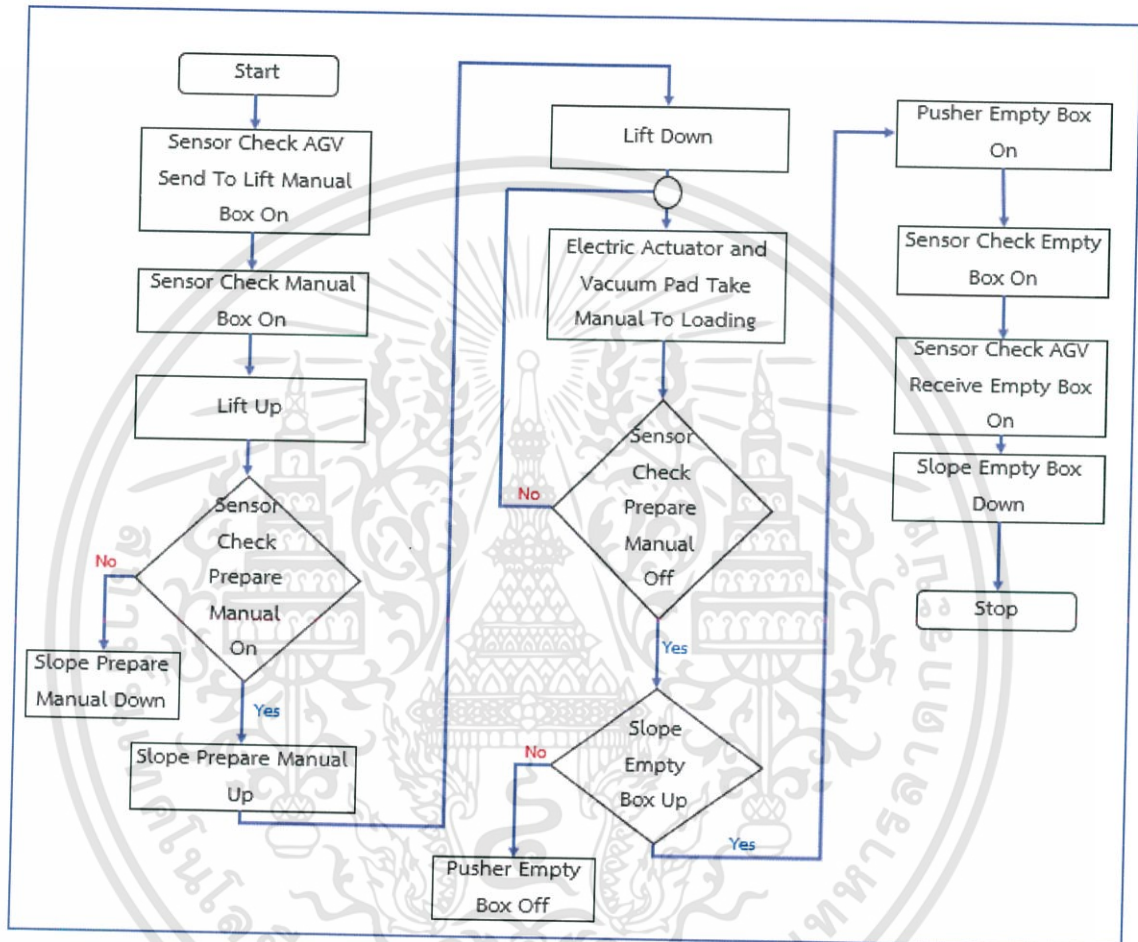 Start
Sensor Check AGV
Send To Lift Manual
Box On
Sensor Check Manual
Box On
Lift Up
Sensor
Check
Prepare
Manual
On
No
Slope Prepare
Manual Down
Yes
Slope Prepare Manual
Up
Lift Down
Electric Actuator and
Vacuum Pad Take
Manual To Loading
Sensor
Check
Prepare
Manual
Off
No
Yes
Slope
Empty
Box Up
No
Pusher Empty
Box Off
Yes
Pusher Empty Box
On
Sensor Check Empty
Box On
Sensor Check AGV
Receive Empty Box
On
Slope Empty Box
Down
Stop